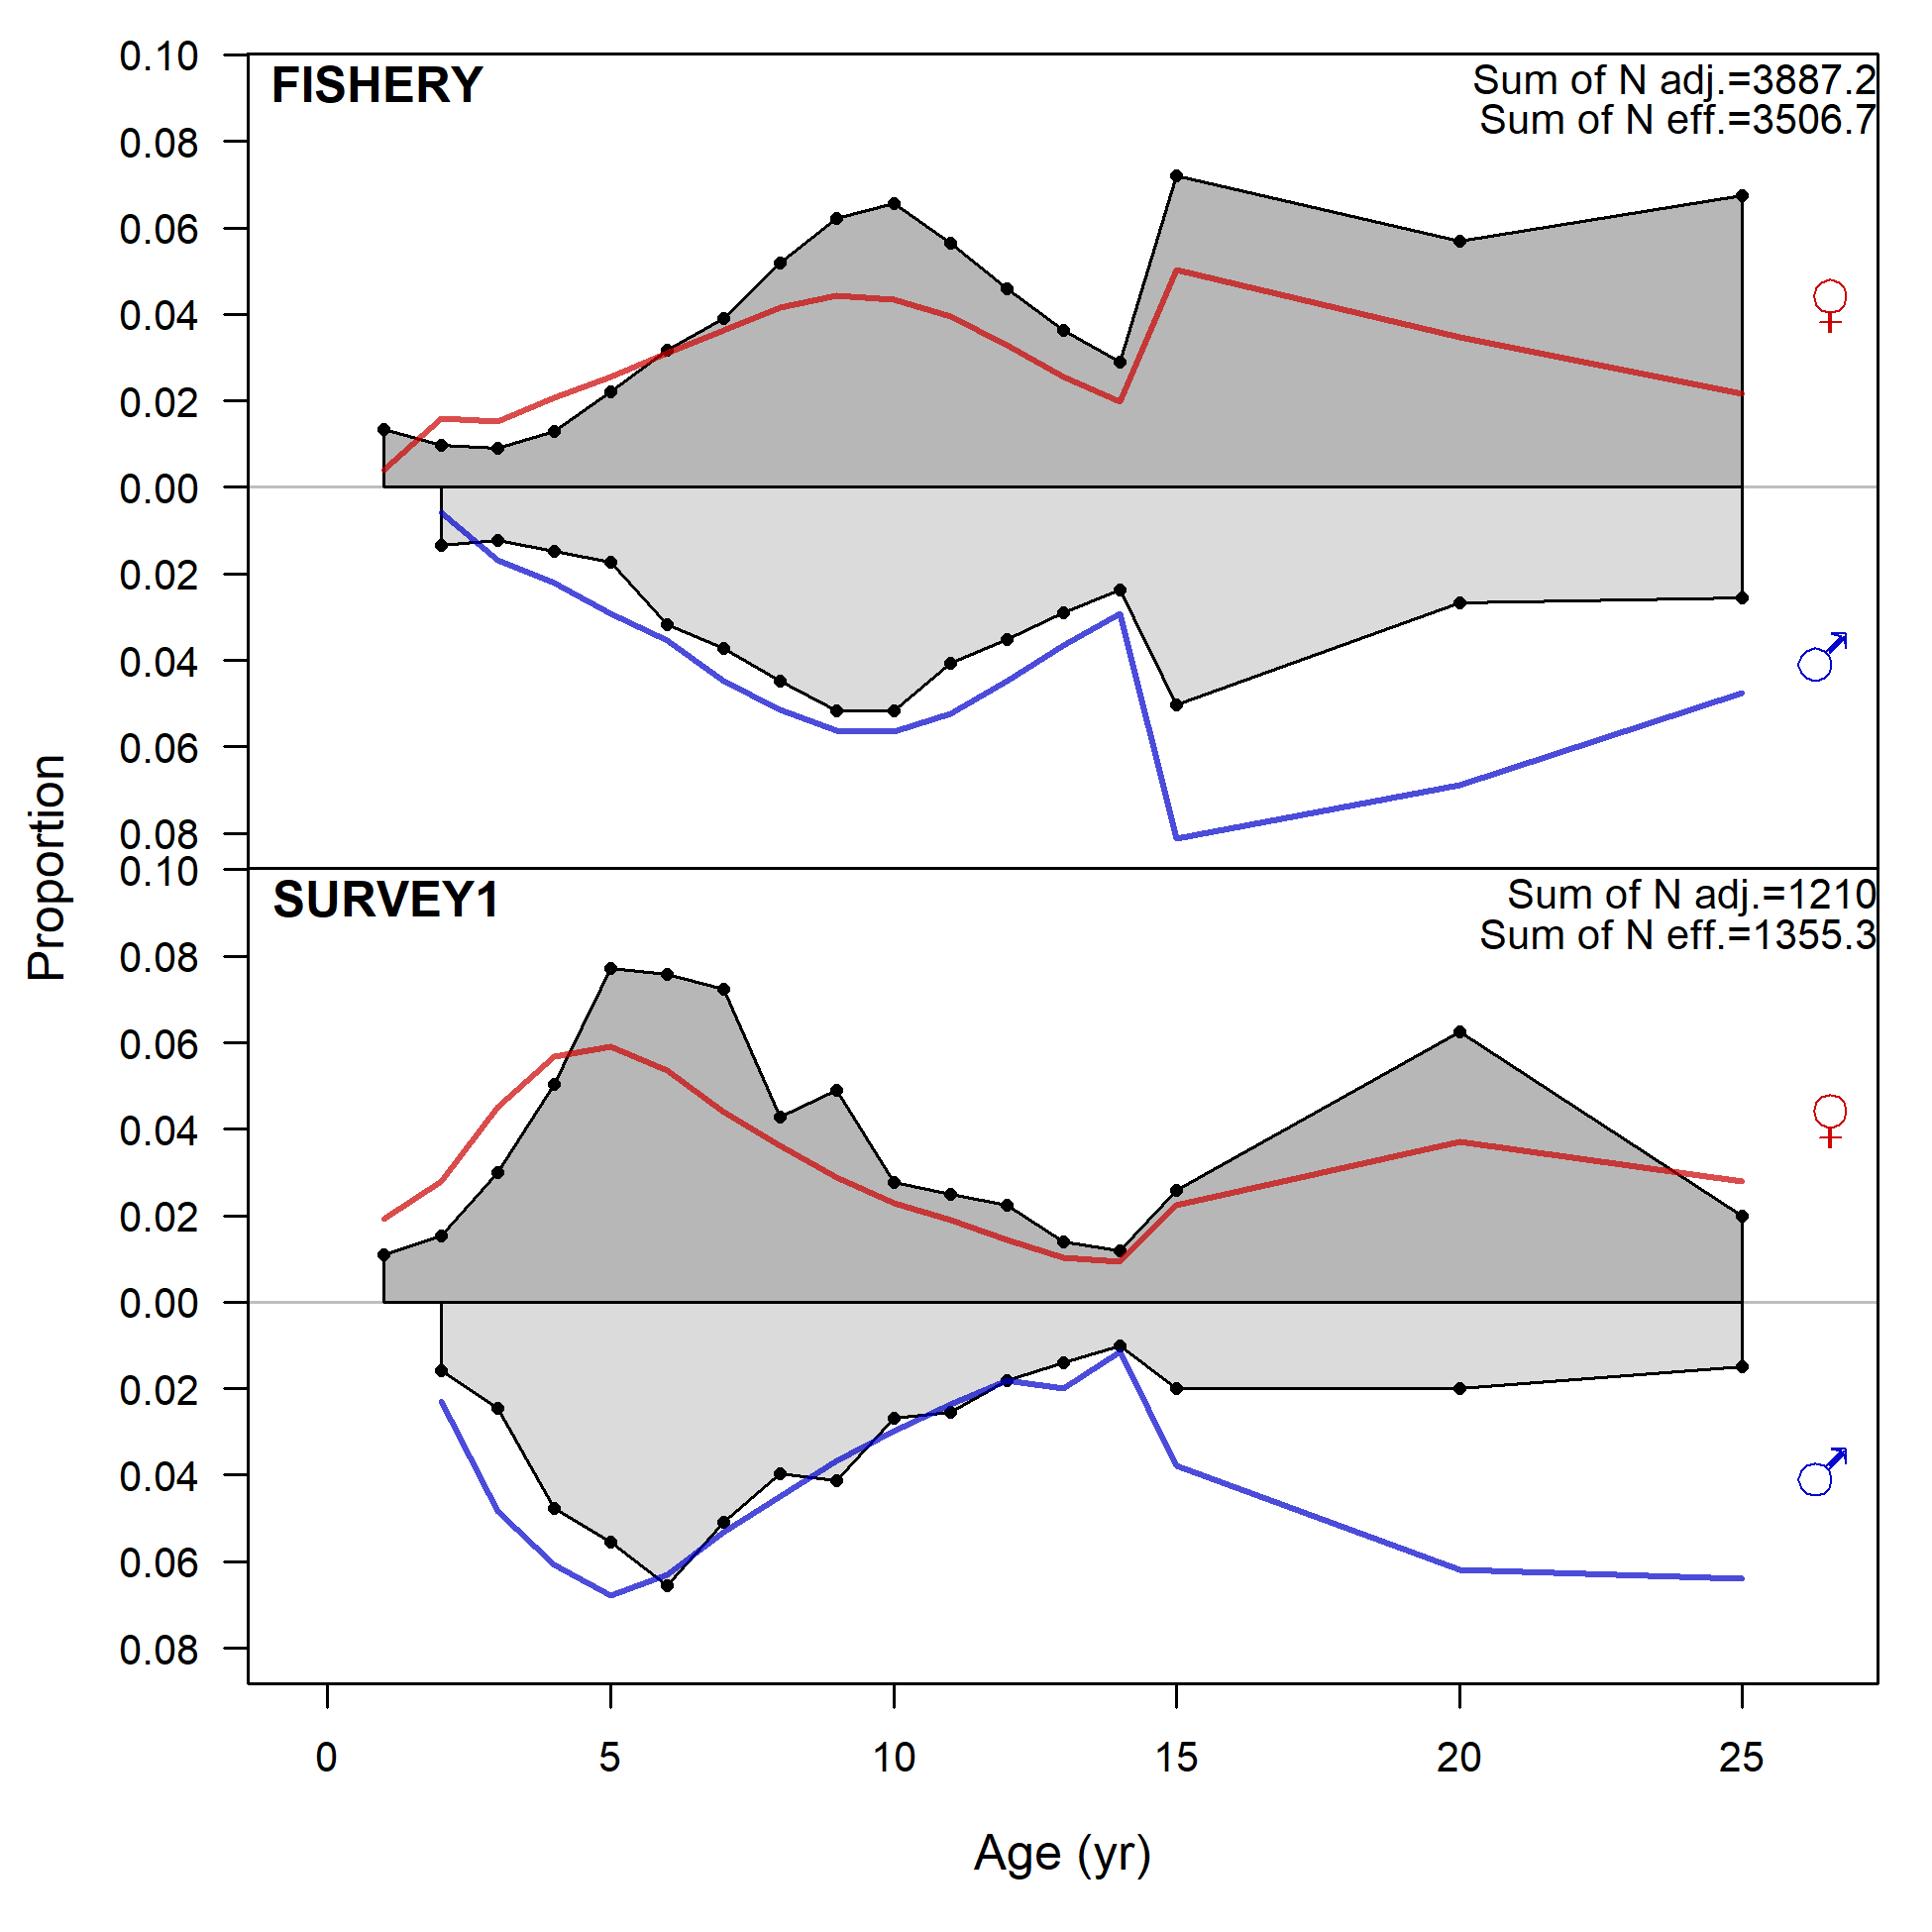 FISHERY
Sum of N adj.=3887.2
Sum of N eff.=3506.7
0.10
0.08
0.06
0.04
0.02
0.00
0.02
0.04
0.06
0.08
♀
♂
Proportion
SURVEY1
Sum of N adj.=1210
Sum of N eff.=1355.3
0.10
0.08
0.06
0.04
0.02
0.00
0.02
0.04
0.06
0.08
♀
♂
0 5 10 15 20 25
Age (yr)